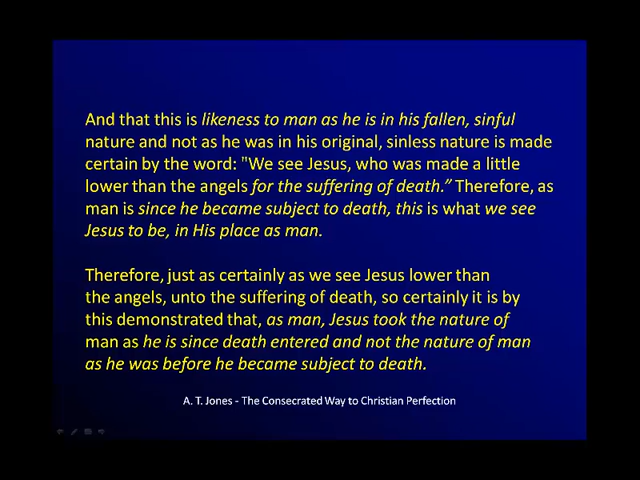 And that this is likeness to man as he is in his fallen, sinful
nature and not as he was in his original, sinless nature is made
certain by the word: "We see Jesus, who was made a little
lower than the angels for the suffering of death.” Therefore, as
man is since he became subject to death, this is what we see
Jesus to be, in His place as man.
Therefore, just as certainly as we see Jesus lower than
the angels, unto the suffering of death, so certainly it is by
this demonstrated that, as man, Jesus took the nature of
man as he is since death entered and not the nature of man
as he was before he became subject to death.
A. T. Jones - The Consecrated Way to Christian Perfection